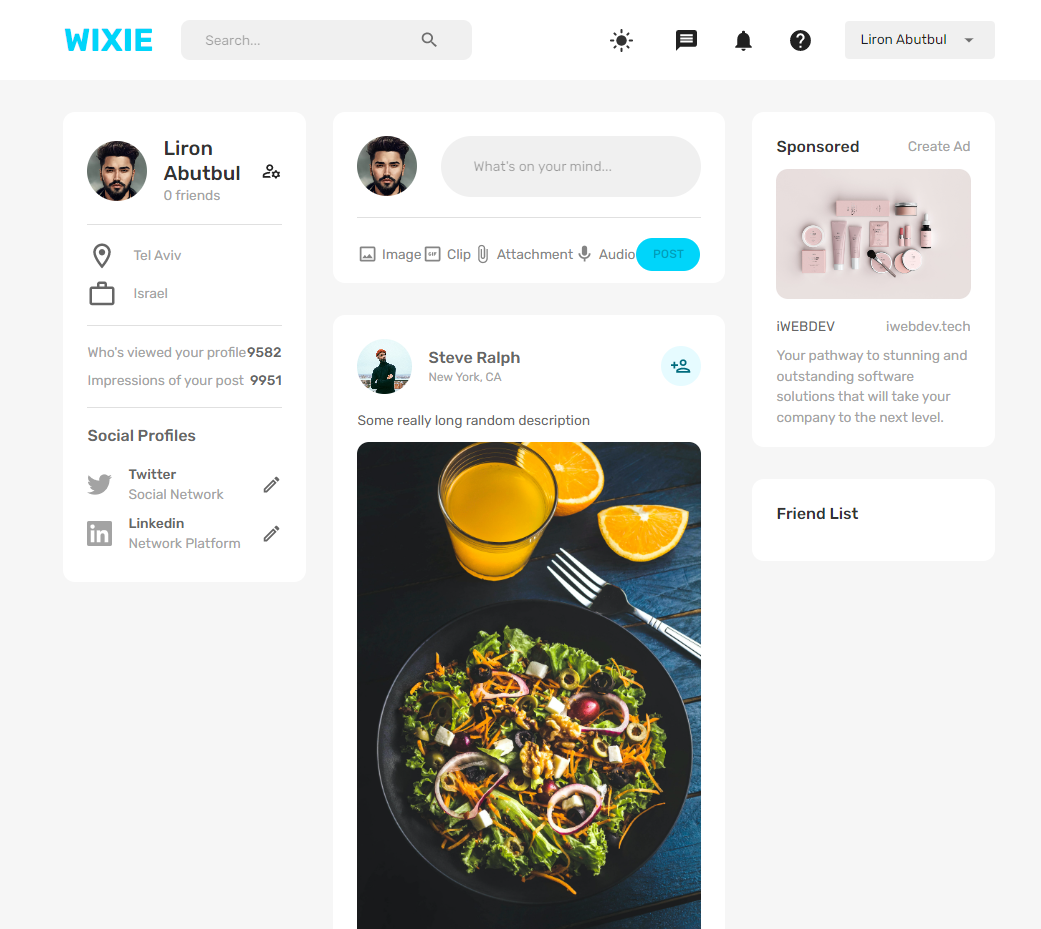 WIXIE
Search...
Liron Abutbul
Liron
Abutbul
0 friends
Tel Aviv
Israel
Who's viewed your profile 9582
Impressions of your post 9951
Social Profiles
Twitter
Social Network
Linkedin
Network Platform
What's on your mind...
Image
GIF
Clip
Attachment
Audio
POST
Steve Ralph
New York, CA
Some really long random description
Sponsored
Create Ad
iWEBDEV
iwebdev.tech
Your pathway to stunning and
outstanding software
solutions that will take your
company to the next level.
Friend List